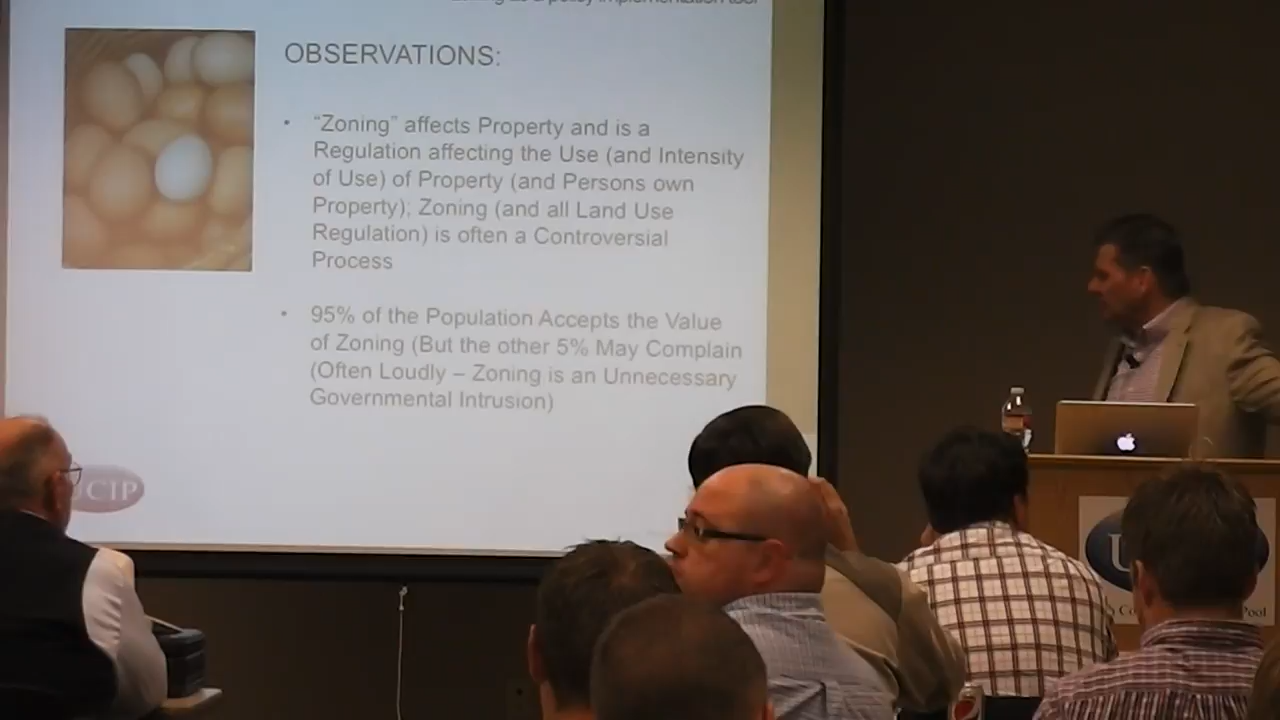 OBSERVATIONS:
• "Zoning" affects Property and is a
Regulation affecting the Use (and Intensity
of Use) of Property (and Persons own
Property); Zoning (and all Land Use
Regulation) is often a Controversial
Process
• 95% of the Population Accepts the Value
of Zoning (But the other 5% May Complain
(Often Loudly – Zoning is an Unnecessary
Governmental Intrusion)
UCIP
U
Pool